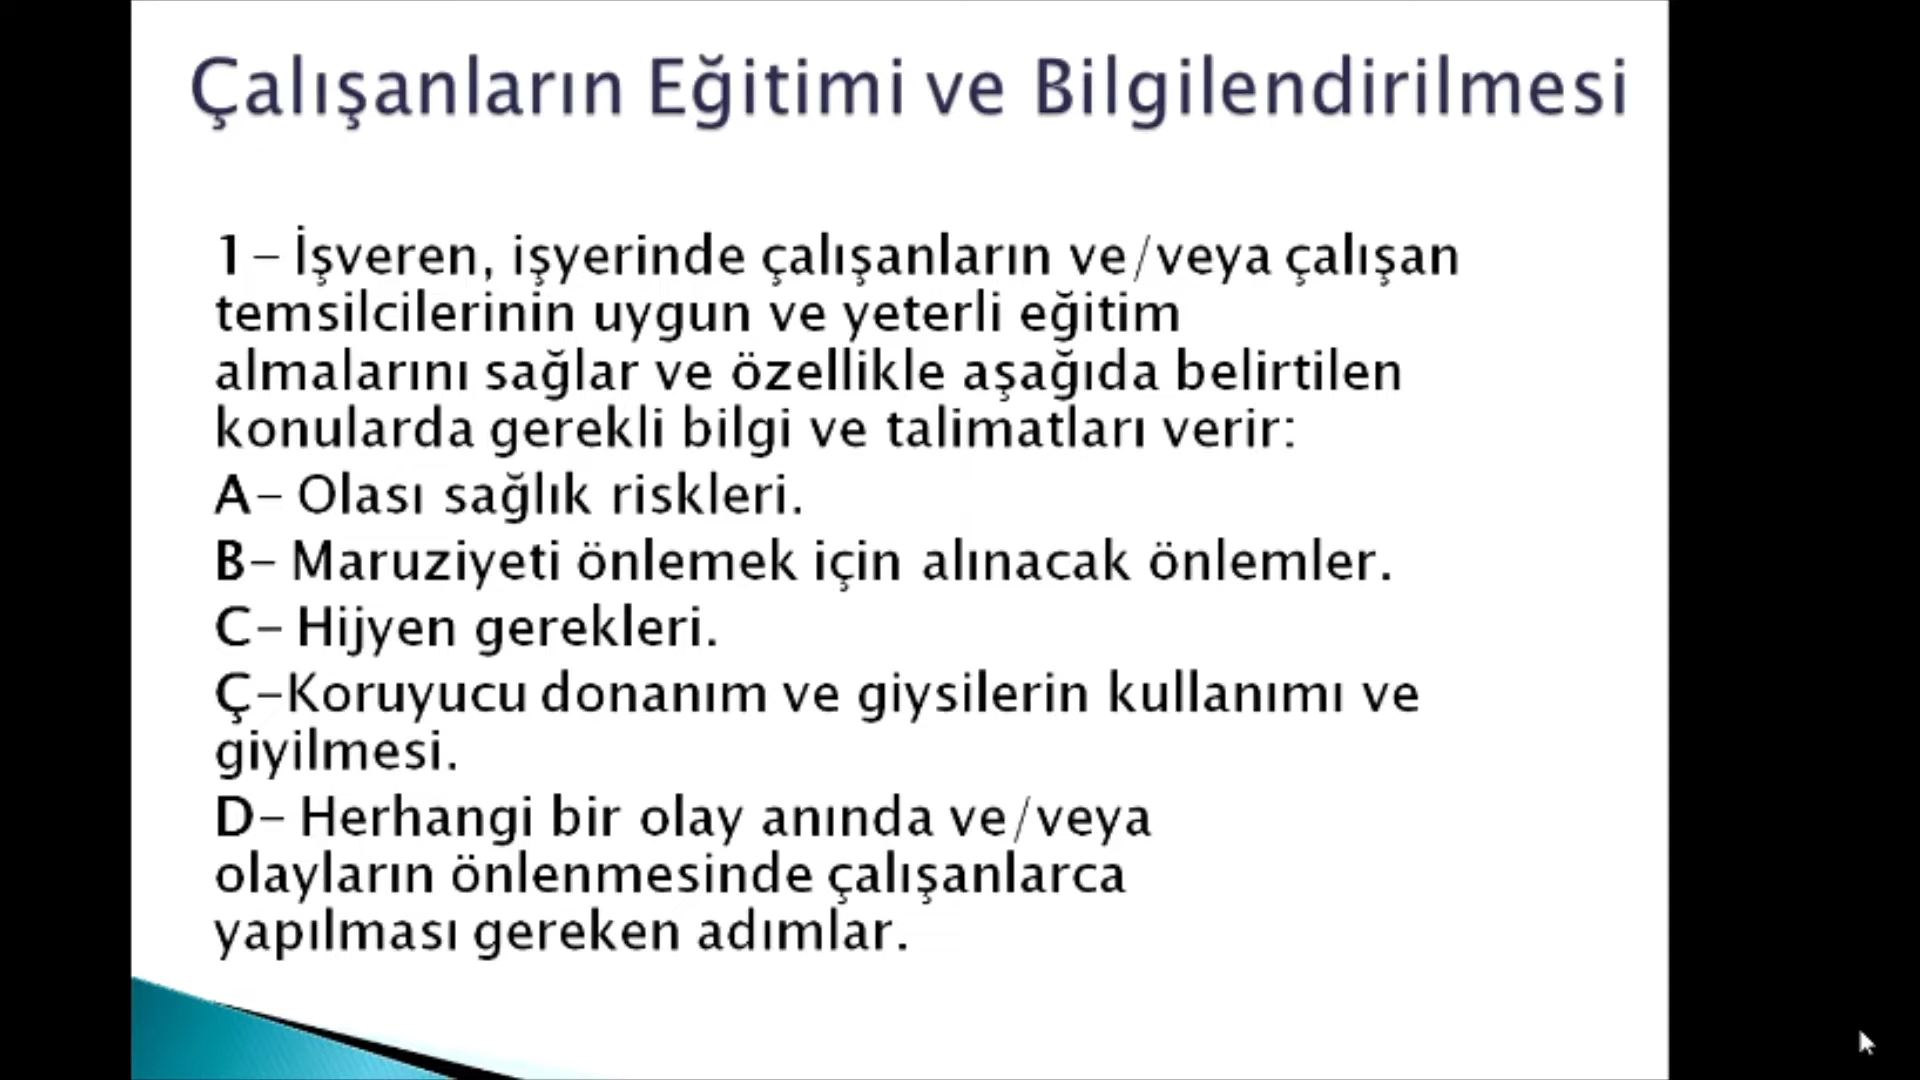 Çalışanların Eğitimi ve Bilgilendirilmesi
1- İşveren, işyerinde çalışanların ve/veya çalışan
temsilcilerinin uygun ve yeterli eğitim
almalarını sağlar ve özellikle aşağıda belirtilen
konularda gerekli bilgi ve talimatları verir:
A- Olası sağlık riskleri.
B- Maruziyeti önlemek için alınacak önlemler.
C- Hijyen gerekleri.
Ç-Koruyucu donanım ve giysilerin kullanımı ve
giyilmesi.
D- Herhangi bir olay anında ve/veya
olayların önlenmesinde çalışanlarca
yapılması gereken adımlar.